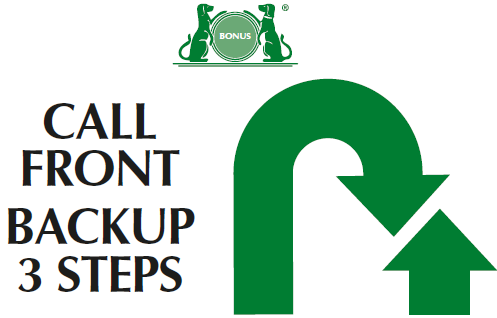 BONUS
®
CALL
FRONT
BACKUP
3 STEPS